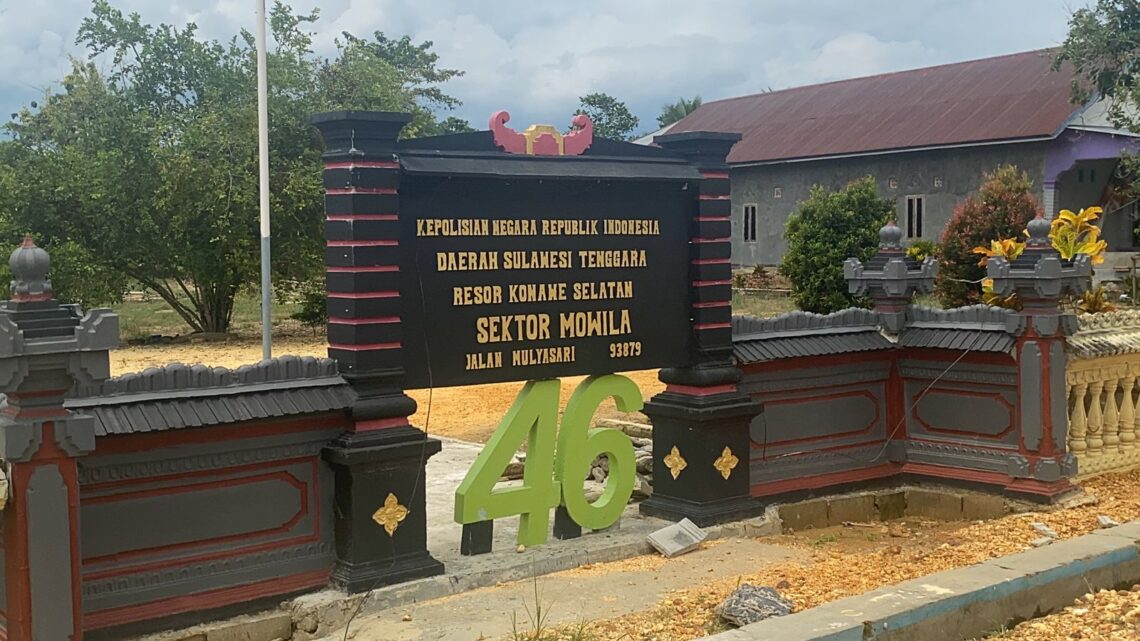 KEPOLISIAN NEGARA REPUBLIK INDONESIA
DAERAH SULAWESI TENGGARA
RESOR KONAWE SELATAN
SEKTOR MOWILA
JALAN MULYASARI 93879
46